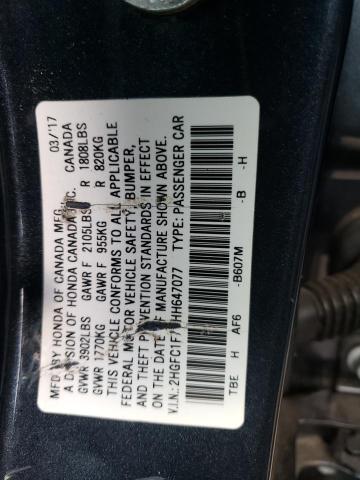 MFD BY HONDA OF CANADA MFG. 03/'17
A DIVISION OF HONDA CANADA INC. CANADA
GVWR 3902LBS GAWR F 2105LBS R 1808LBS
GVWR 1770KG GAWR F 955KG R 820KG
THIS VEHICLE CONFORMS TO ALL APPLICABLE
FEDERAL MOTOR VEHICLE SAFETY, BUMPER,
AND THEFT PREVENTION STANDARDS IN EFFECT
ON THE DATE OF MANUFACTURE SHOWN ABOVE.
V.I.N.: TYPE: PASSENGER CAR
TBE H AF6 -B607M -B -H